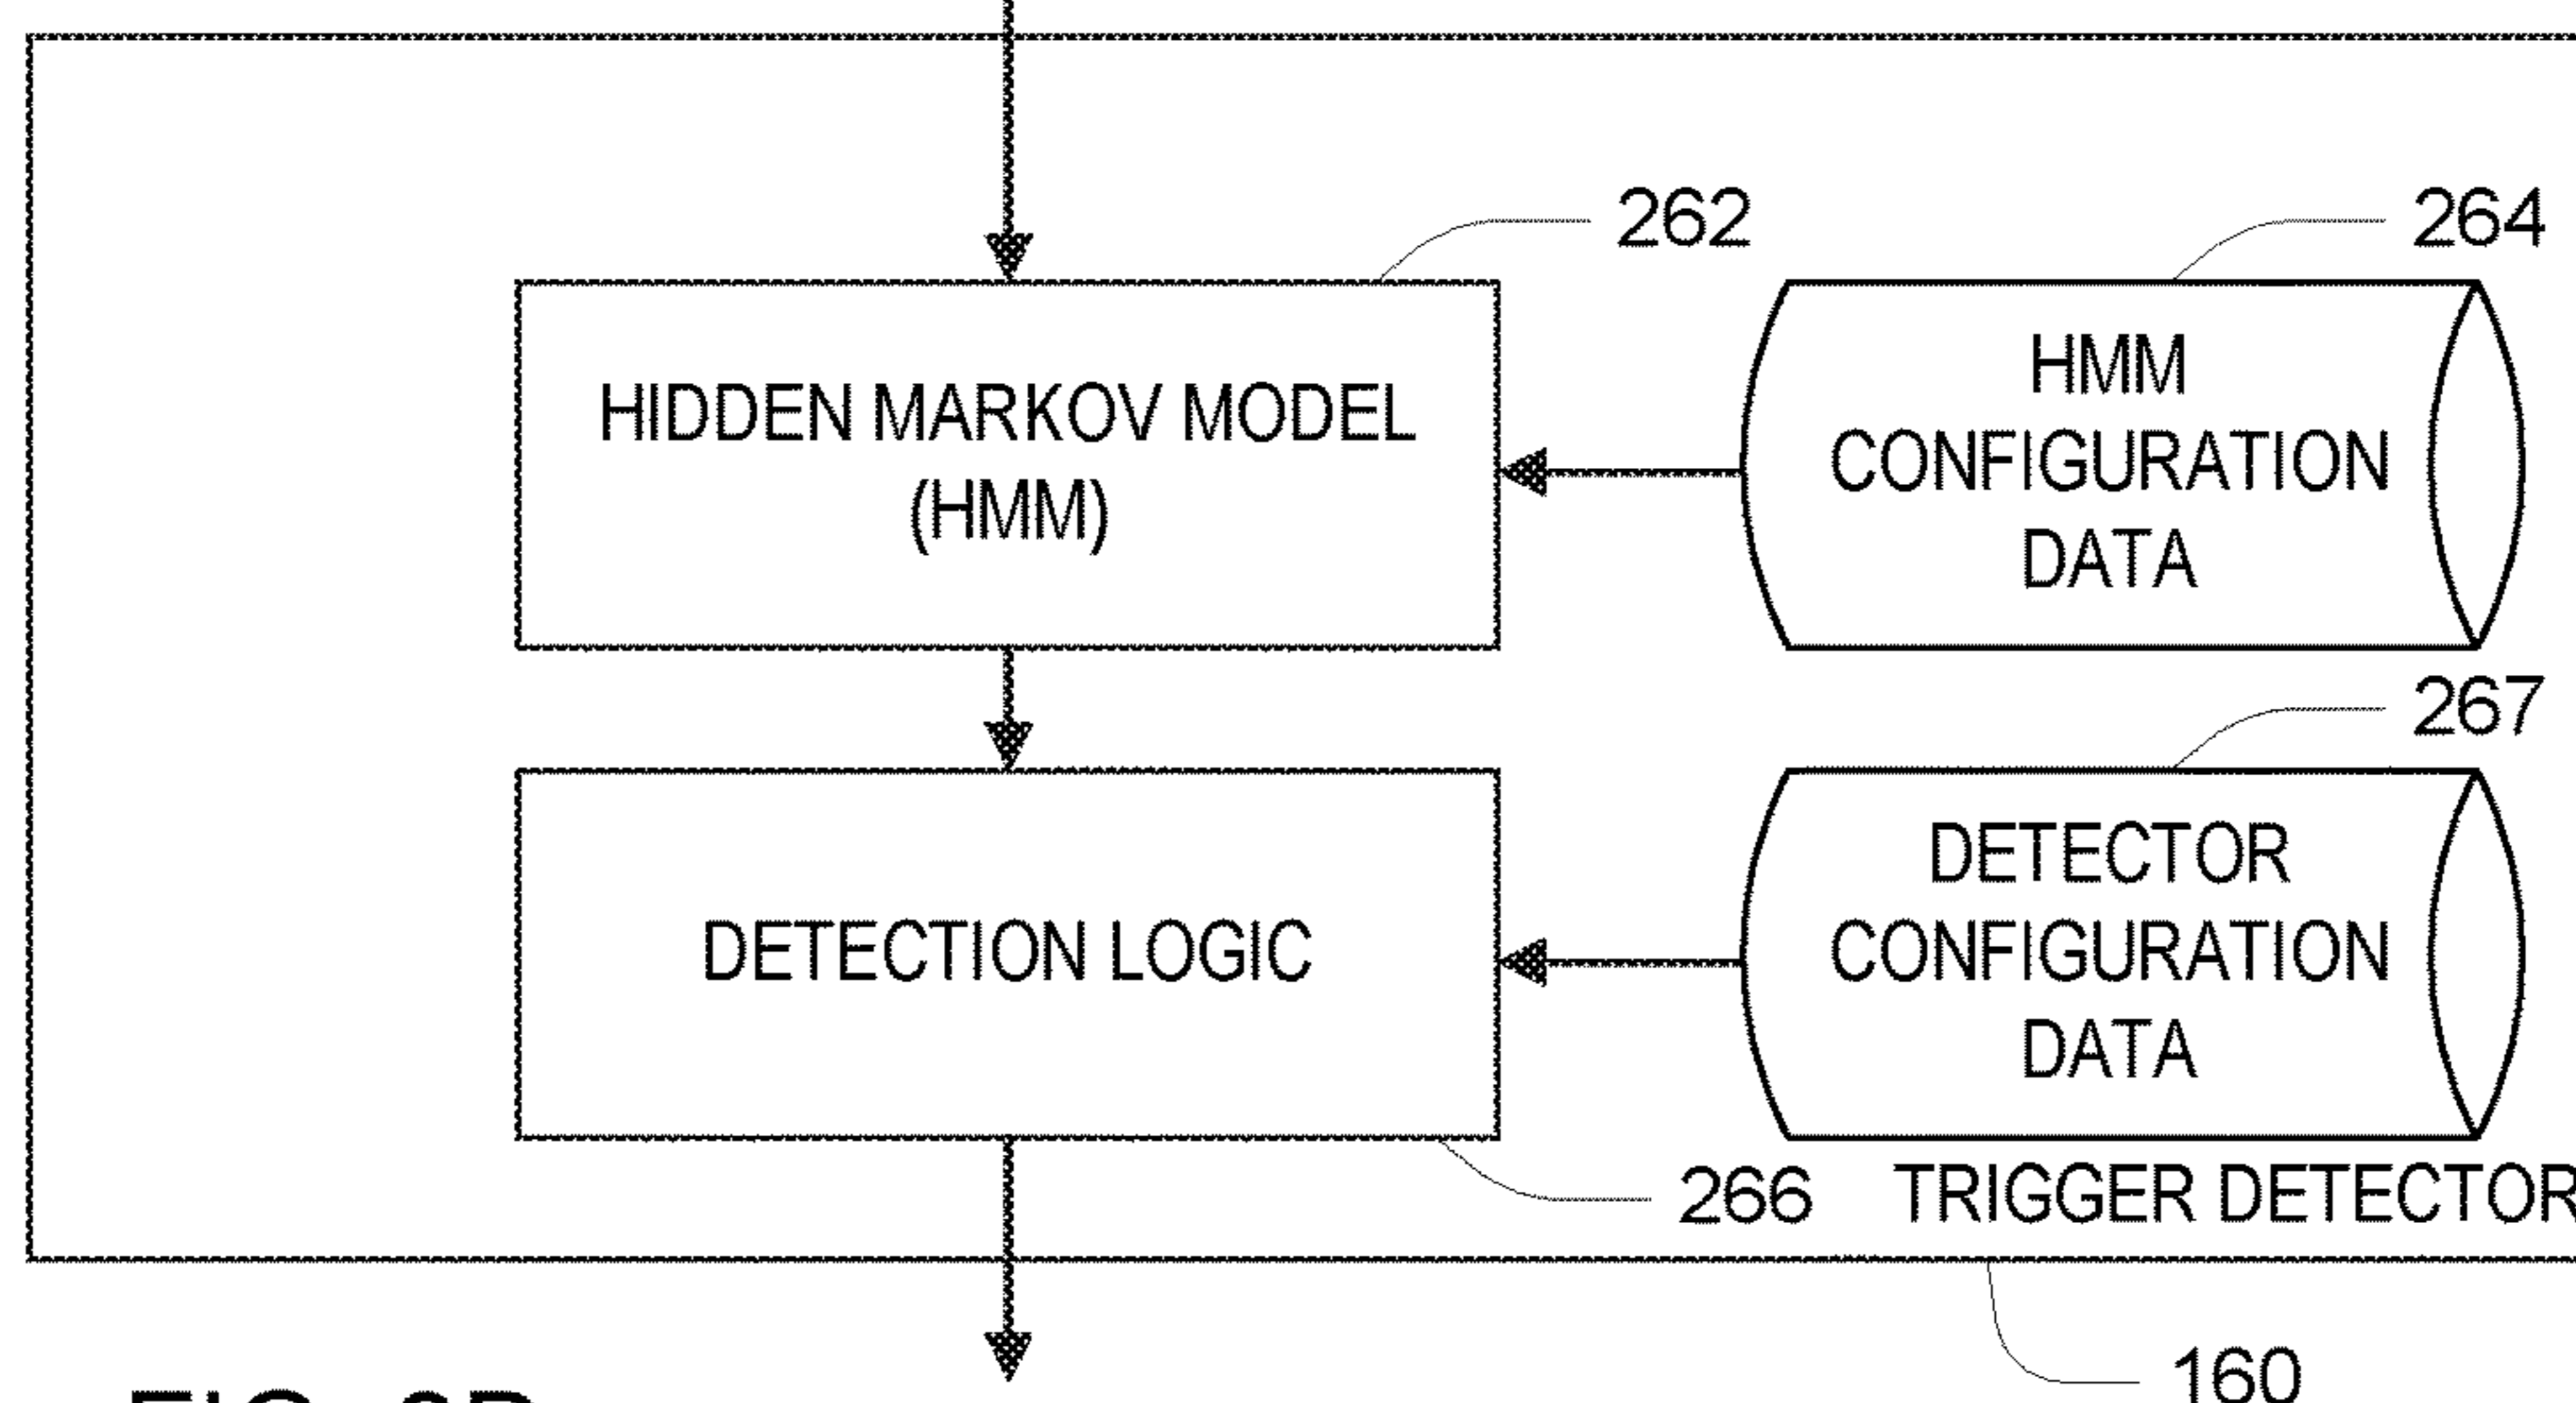 262
264
HIDDEN MARKOV MODEL
(HMM)
HMM
CONFIGURATION
DATA
267
DETECTION LOGIC
DETECTOR
CONFIGURATION
DATA
266
TRIGGER DETECTOR
160
FIG.